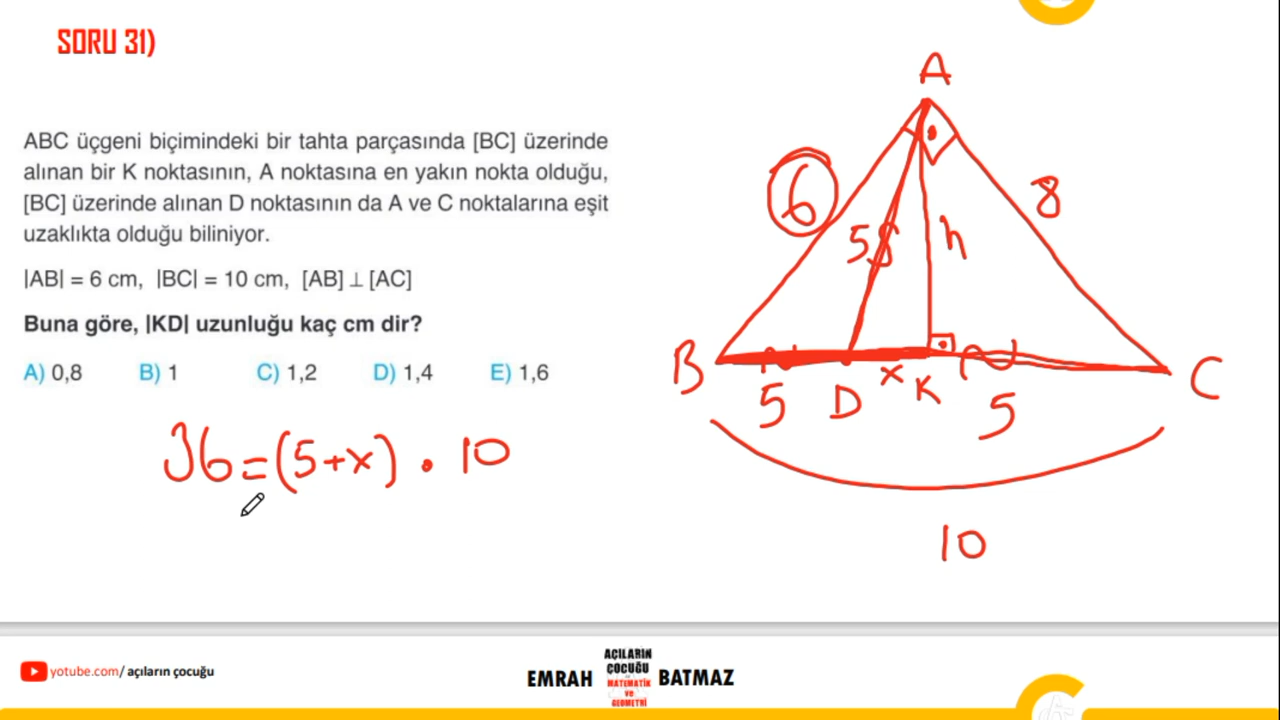 SORU 31)
ABC üçgeni biçimindeki bir tahta parçasında [BC] üzerinde
alınan bir K noktasının, A noktasına en yakın nokta olduğu,
[BC] üzerinde alınan D noktasının da A ve C noktalarına eşit
uzaklıkta olduğu biliniyor.
|AB| = 6 cm, |BC| = 10 cm, [AB] ⊥ [AC]
Buna göre, |KD| uzunluğu kaç cm dir?
A) 0,8 B) 1 C) 1,2 D) 1,4 E) 1,6
36 = (5+x) . 10
A
6 8
5 h
B C
5 D x K 5
10
yotube.com/ açıların çocuğu
EMRAH
AÇILARIN
ÇOCUĞU
MATEMATİK
ve
GEOMETRİ
BATMAZ